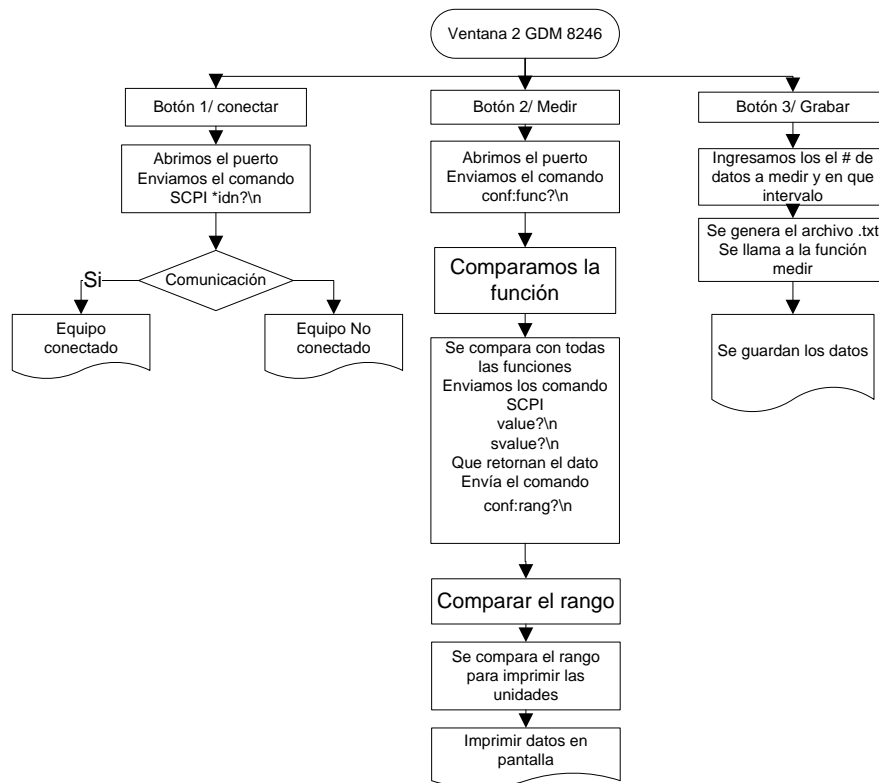 Ventana 2 GDM 8246
Botón 1/ conectar
Abrimos el puerto
Enviamos el comando
SCPI *idn?\n
Comunicación
Si
Equipo
conectado
Equipo No
conectado
Botón 2/ Medir
Abrimos el puerto
Enviamos el comando
conf:func?\n
Comparamos la
función
Se compara con todas
las funciones
Enviamos los comando
SCPI
value?\n
svalue?\n
Que retornan el dato
Envía el comando
conf:rang?\n
Comparar el rango
Se compara el rango
para imprimir las
unidades
Imprimir datos en
pantalla
Botón 3/ Grabar
Ingresamos los el # de
datos a medir y en que
intervalo
Se genera el archivo .txt
Se llama a la función
medir
Se guardan los datos